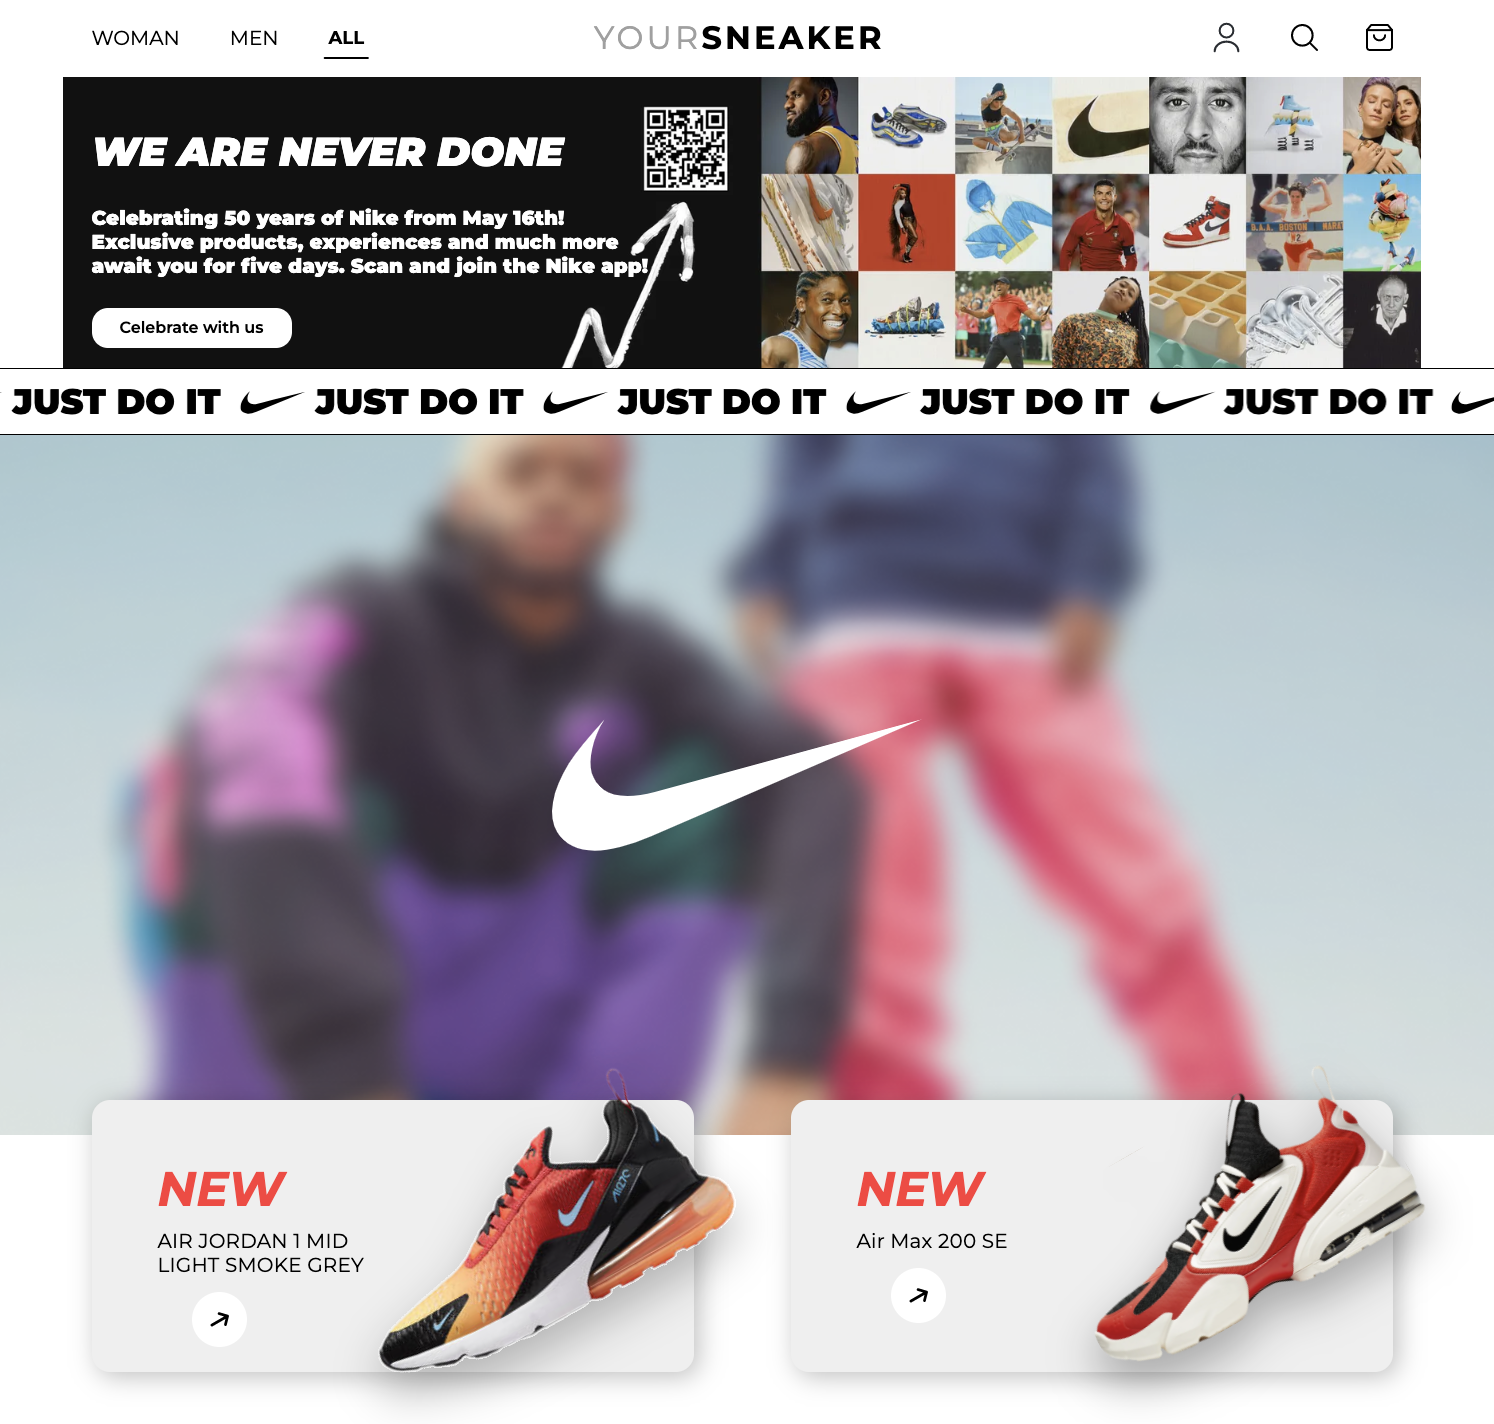 WOMAN MEN ALL
YOURSNEAKER
WE ARE NEVER DONE
Celebrating 50 years of Nike from May 16th!
Exclusive products, experiences and much more
await you for five days. Scan and join the Nike app!
Celebrate with us
BOSTON
JUST DO IT JUST DO IT JUST DO IT JUST DO IT JUST DO IT
NEW
AIR JORDAN 1 MID
LIGHT SMOKE GREY
AIR 270
NEW
Air Max 200 SE